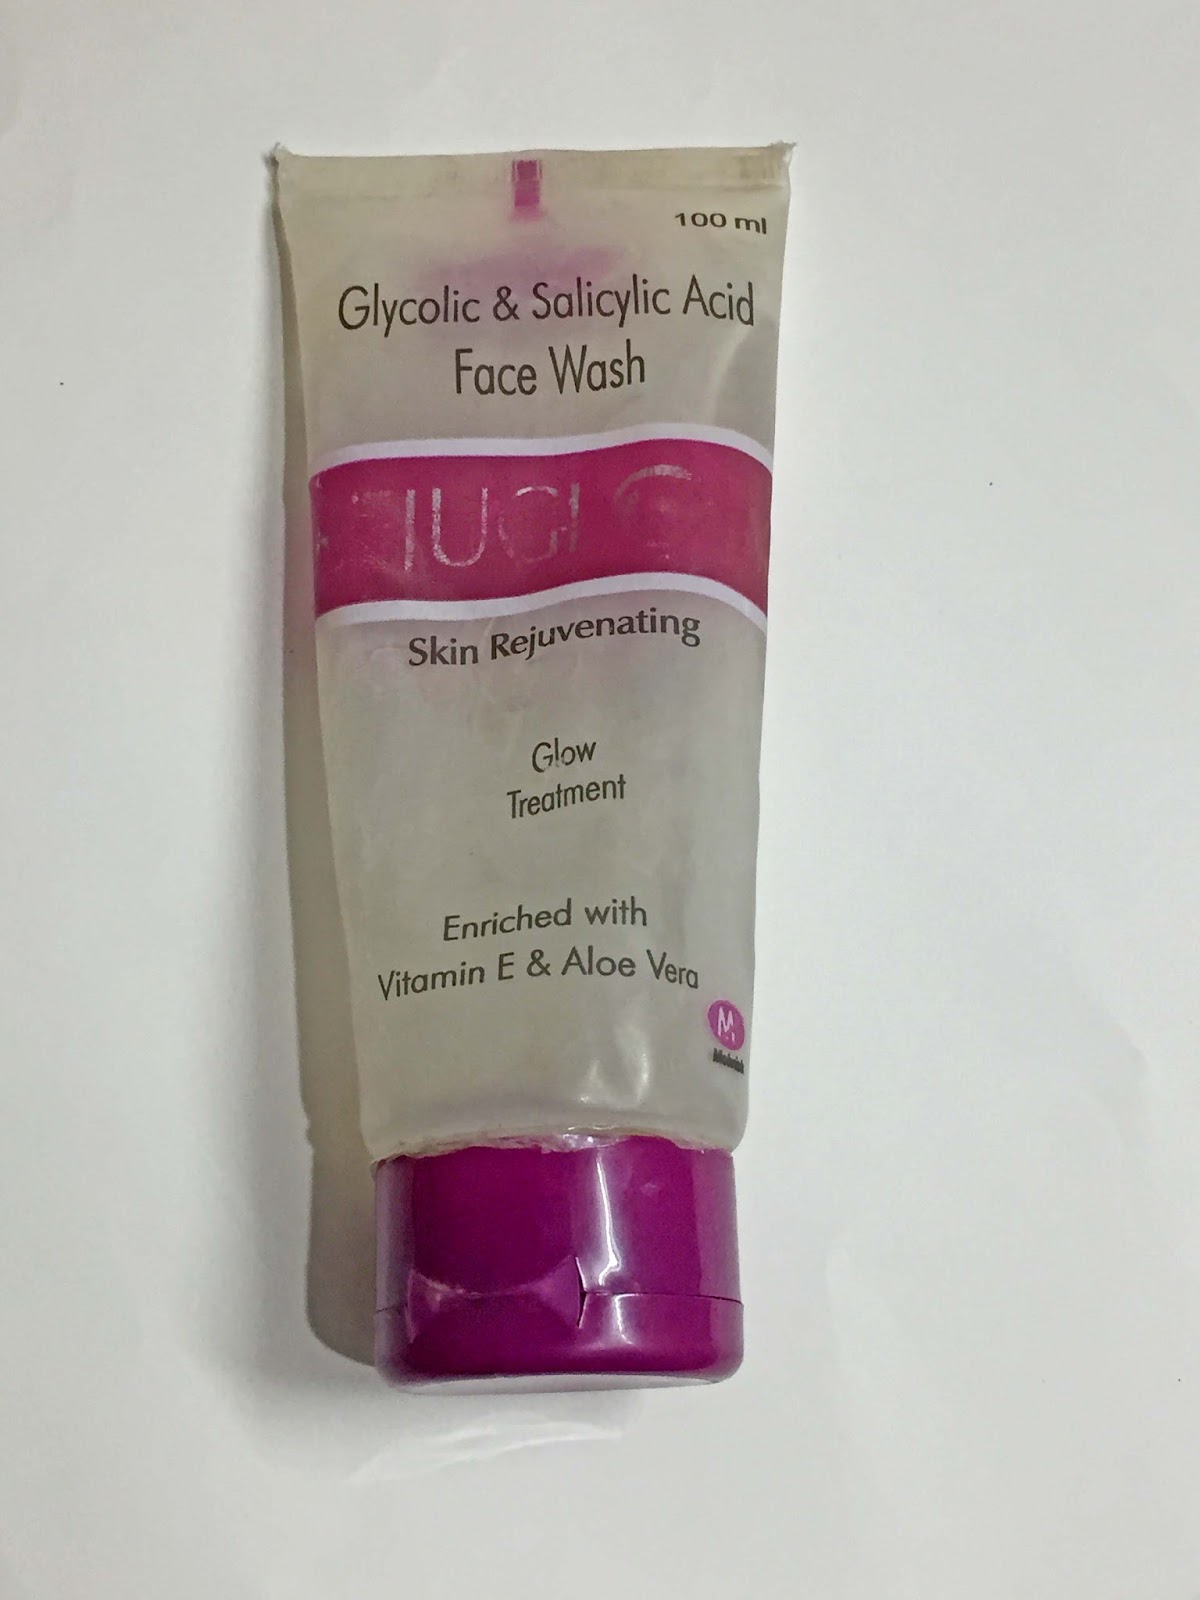 100 ml
Glycolic & Salicylic Acid
Face Wash
Skin Rejuvenating
Glow
Treatment
Enriched with
Vitamin E & Aloe Vera
M